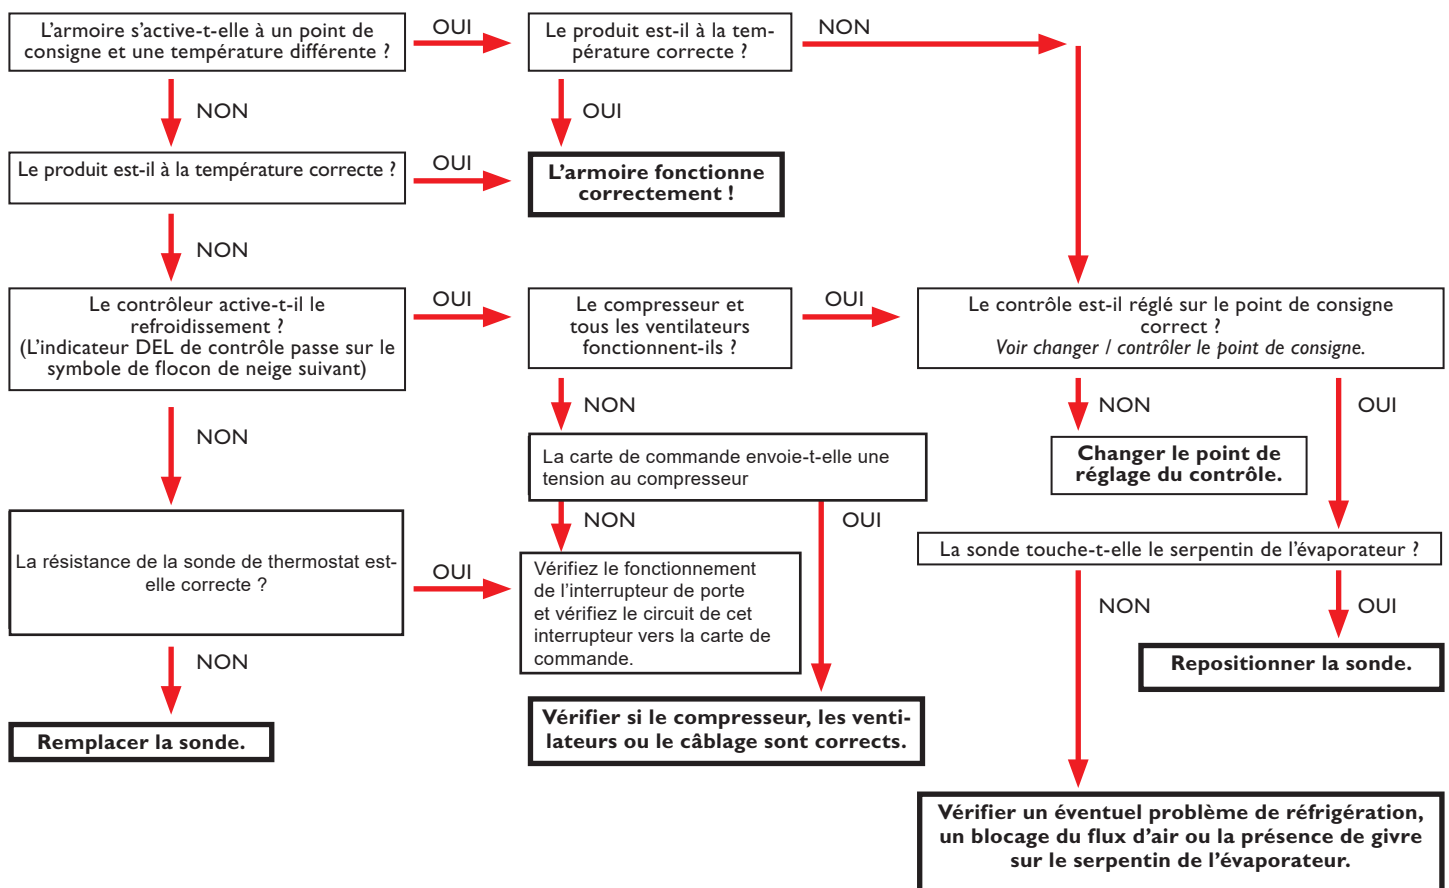 L’armoire s’active-t-elle à un point de
consigne et une température différente ?
OUI
Le produit est-il à la tem-
pérature correcte ?
NON
NON
OUI
Le produit est-il à la température correcte ?
OUI
L’armoire fonctionne
correctement !
NON
Le contrôleur active-t-il le
refroidissement ?
(L’indicateur DEL de contrôle passe sur le
symbole de flocon de neige suivant)
OUI
Le compresseur et
tous les ventilateurs
fonctionnent-ils ?
OUI
Le contrôle est-il réglé sur le point de consigne
correct ?
Voir changer / contrôler le point de consigne.
NON
NON
NON
OUI
La carte de commande envoie-t-elle une
tension au compresseur
Changer le point de
réglage du contrôle.
NON
OUI
La résistance de la sonde de thermostat est-
elle correcte ?
OUI
Vérifiez le fonctionnement
de l’interrupteur de porte
et vérifiez le circuit de cet
interrupteur vers la carte de
commande.
La sonde touche-t-elle le serpentin de l’évaporateur ?
NON
OUI
NON
Repositionner la sonde.
Remplacer la sonde.
Vérifier si le compresseur, les venti-
lateurs ou le câblage sont corrects.
Vérifier un éventuel problème de réfrigération,
un blocage du flux d’air ou la présence de givre
sur le serpentin de l’évaporateur.